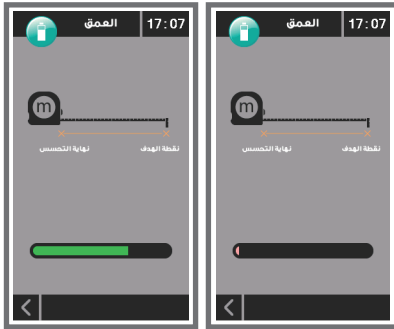 العمق 17:07
m
نقطة الهدف نهاية التحسس
العمق 17:07
m
نقطة الهدف نهاية التحسس